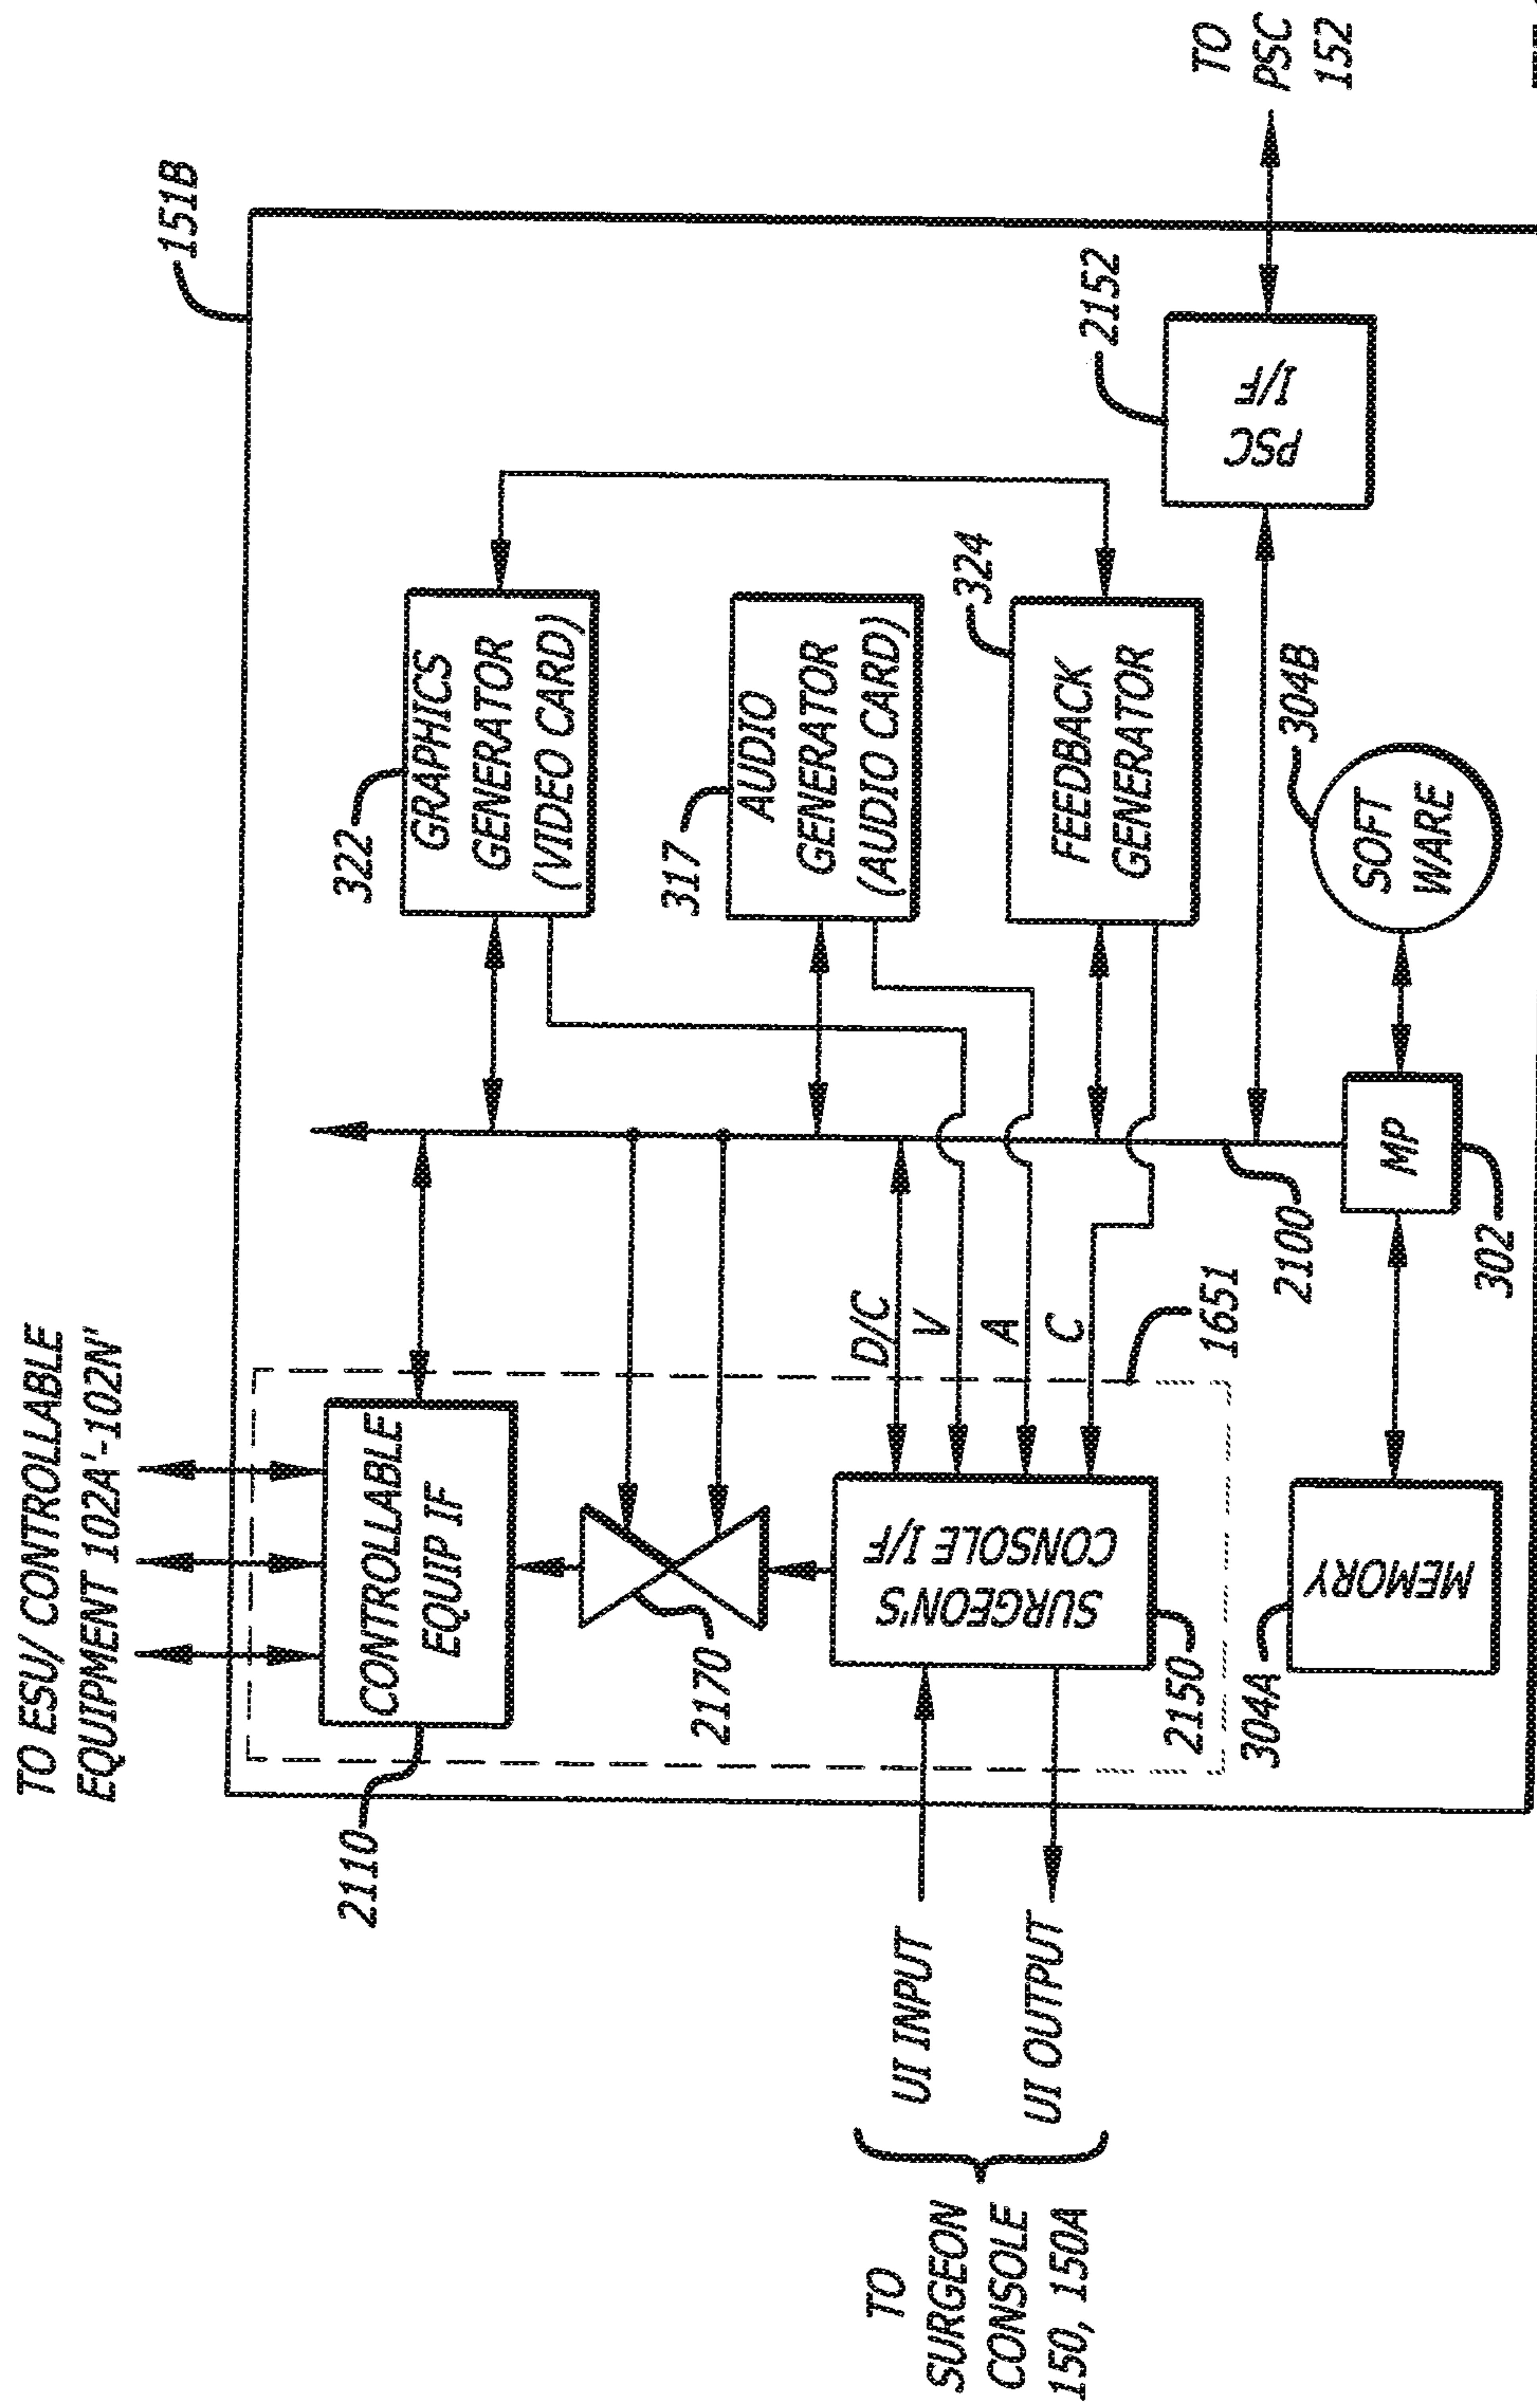 TO ESU/ CONTROLLABLE
EQUIPMENT 102A'-102N'
151B
2110
CONTROLLABLE
EQUIP IF
322
GRAPHICS
GENERATOR
(VIDEO CARD)
2170
317
AUDIO
GENERATOR
(AUDIO CARD)
TO
SURGEON
CONSOLE
150, 150A
UI INPUT
UI OUTPUT
SURGEON'S
CONSOLE I/F
2150
D/C
V
A
C
1651
324
FEEDBACK
GENERATOR
2152
PSC
I/F
TO
PSC
152
2100
304A
MEMORY
MP
302
304B
SOFT
WARE